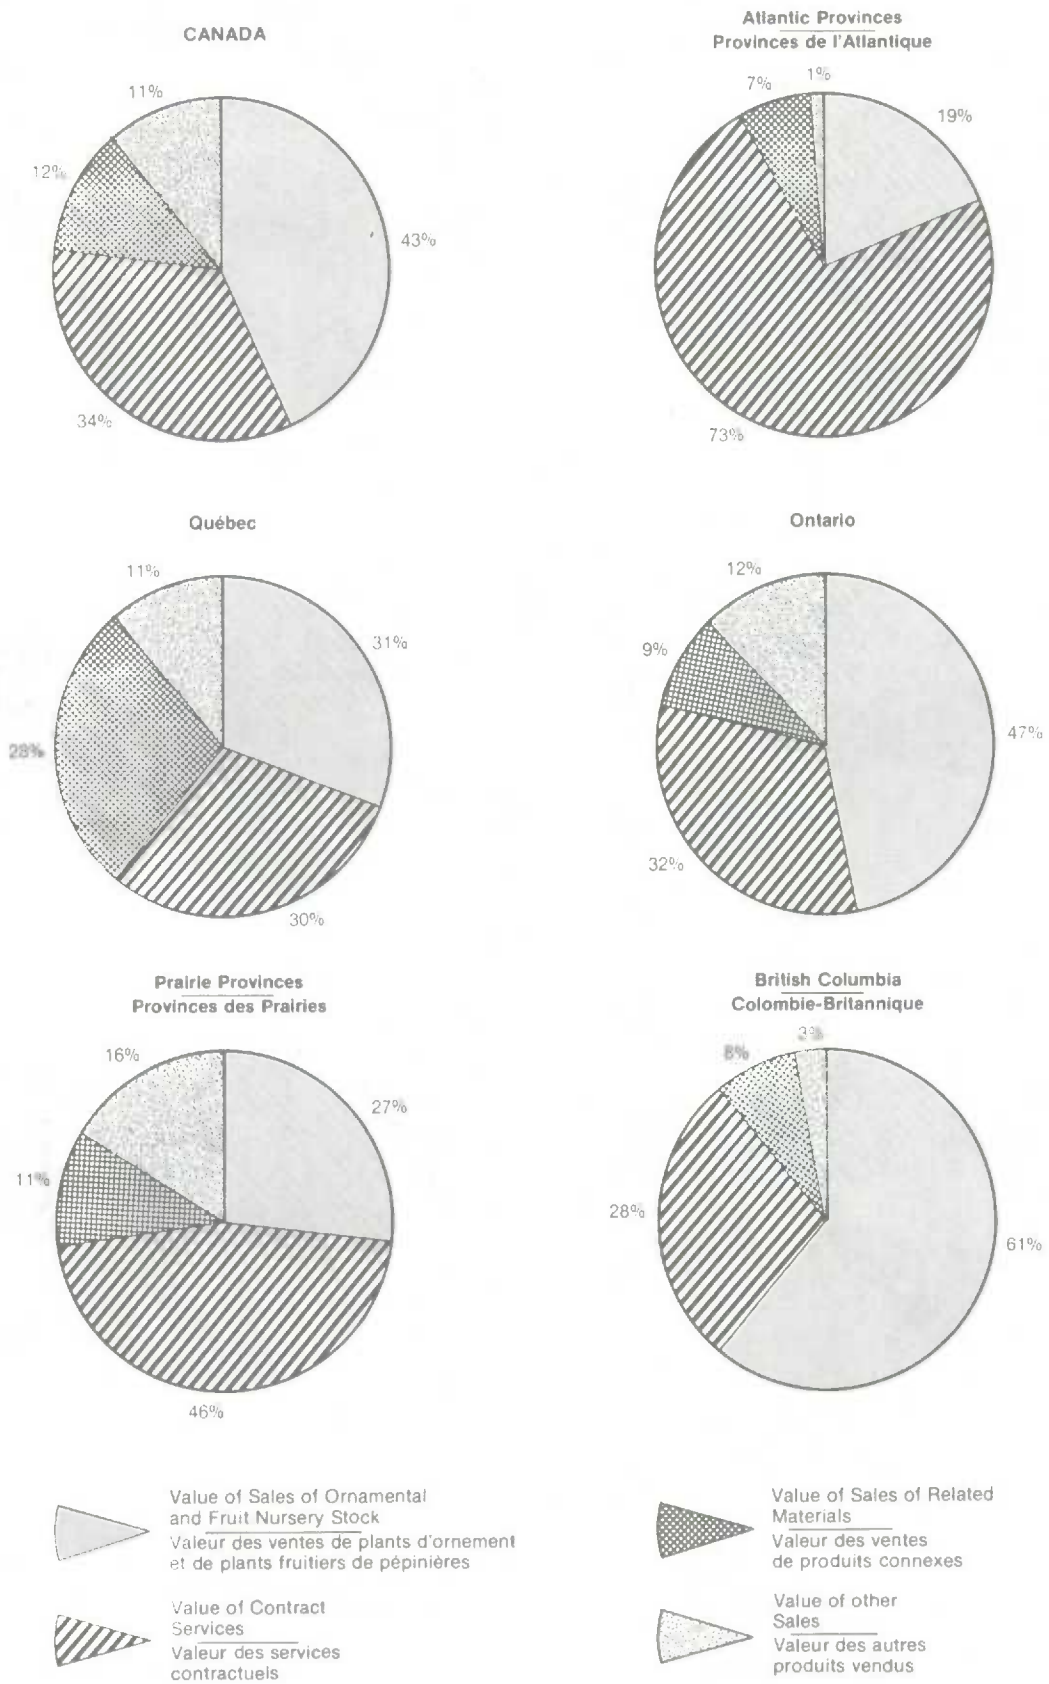 CANADA
11%
12%
43%
34%
Atlantic Provinces
Provinces de l'Atlantique
7%
1%
19%
73%
Québec
11%
31%
28%
30%
Ontario
12%
9%
47%
32%
Prairie Provinces
Provinces des Prairies
16%
27%
11%
46%
British Columbia
Colombie-Britannique
3%
8%
28%
61%
Value of Sales of Ornamental
and Fruit Nursery Stock
Valeur des ventes de plants d'ornement
et de plants fruitiers de pépinières
Value of Contract
Services
Valeur des services
contractuels
Value of Sales of Related
Materials
Valeur des ventes
de produits connexes
Value of other
Sales
Valeur des autres
produits vendus